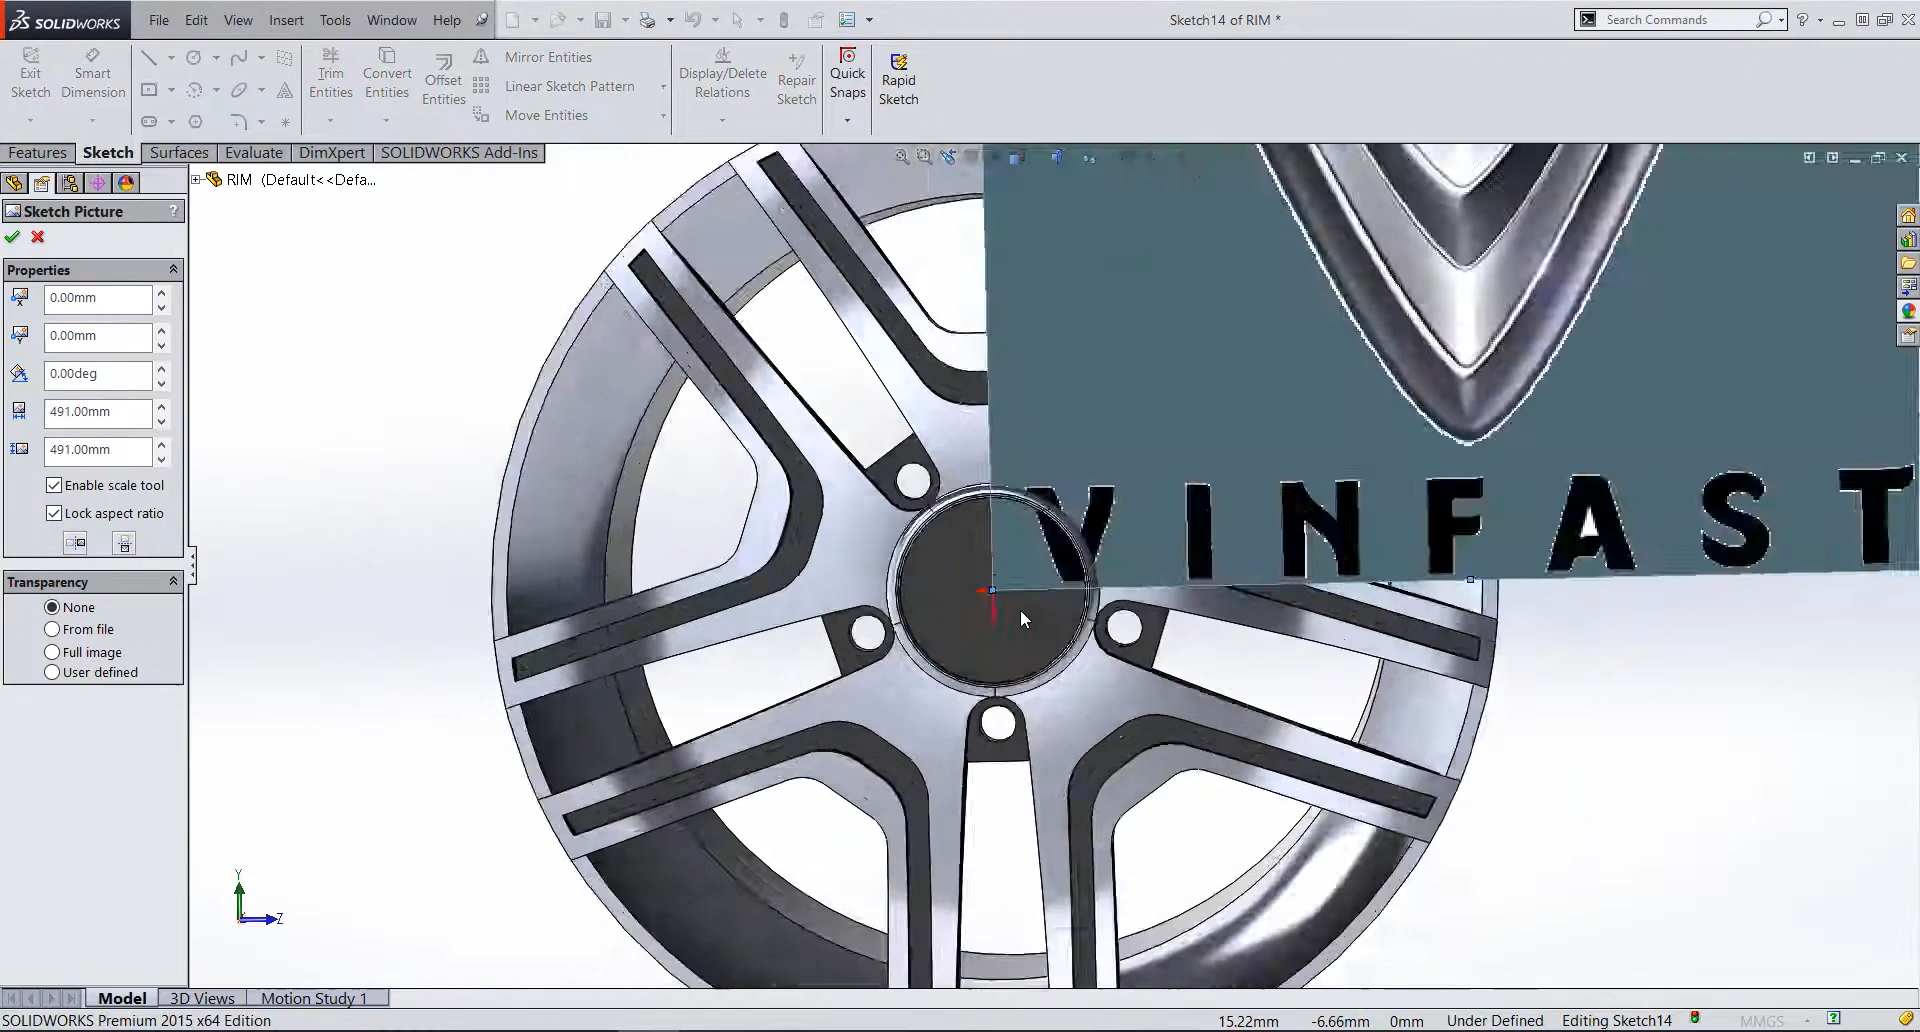 SOLIDWORKS File Edit View Insert Tools Window Help Sketch14 of RIM * Search Commands ?
Exit Sketch
Smart Dimension
Trim Entities
Convert Entities
Offset Entities
Mirror Entities
Linear Sketch Pattern
Move Entities
Display/Delete Relations
Repair Sketch
Quick Snaps
Rapid Sketch
Features Sketch Surfaces Evaluate DimXpert SOLIDWORKS Add-Ins
RIM (Default<<Defa...
Sketch Picture ?
Properties
0.00mm
0.00mm
0.00deg
491.00mm
491.00mm
Enable scale tool
Lock aspect ratio
Transparency
None
From file
Full image
User defined
VINFAST
Y
Z
Model 3D Views Motion Study 1
SOLIDWORKS Premium 2015 x64 Edition 15.22mm -6.66mm 0mm Under Defined Editing Sketch14 MMGS ?